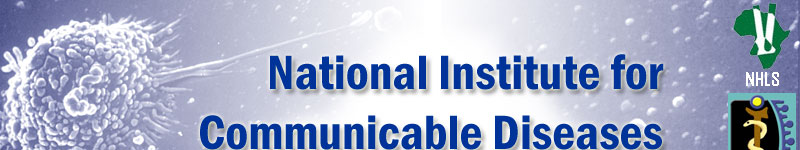 National Institute for
Communicable Diseases
NHLS